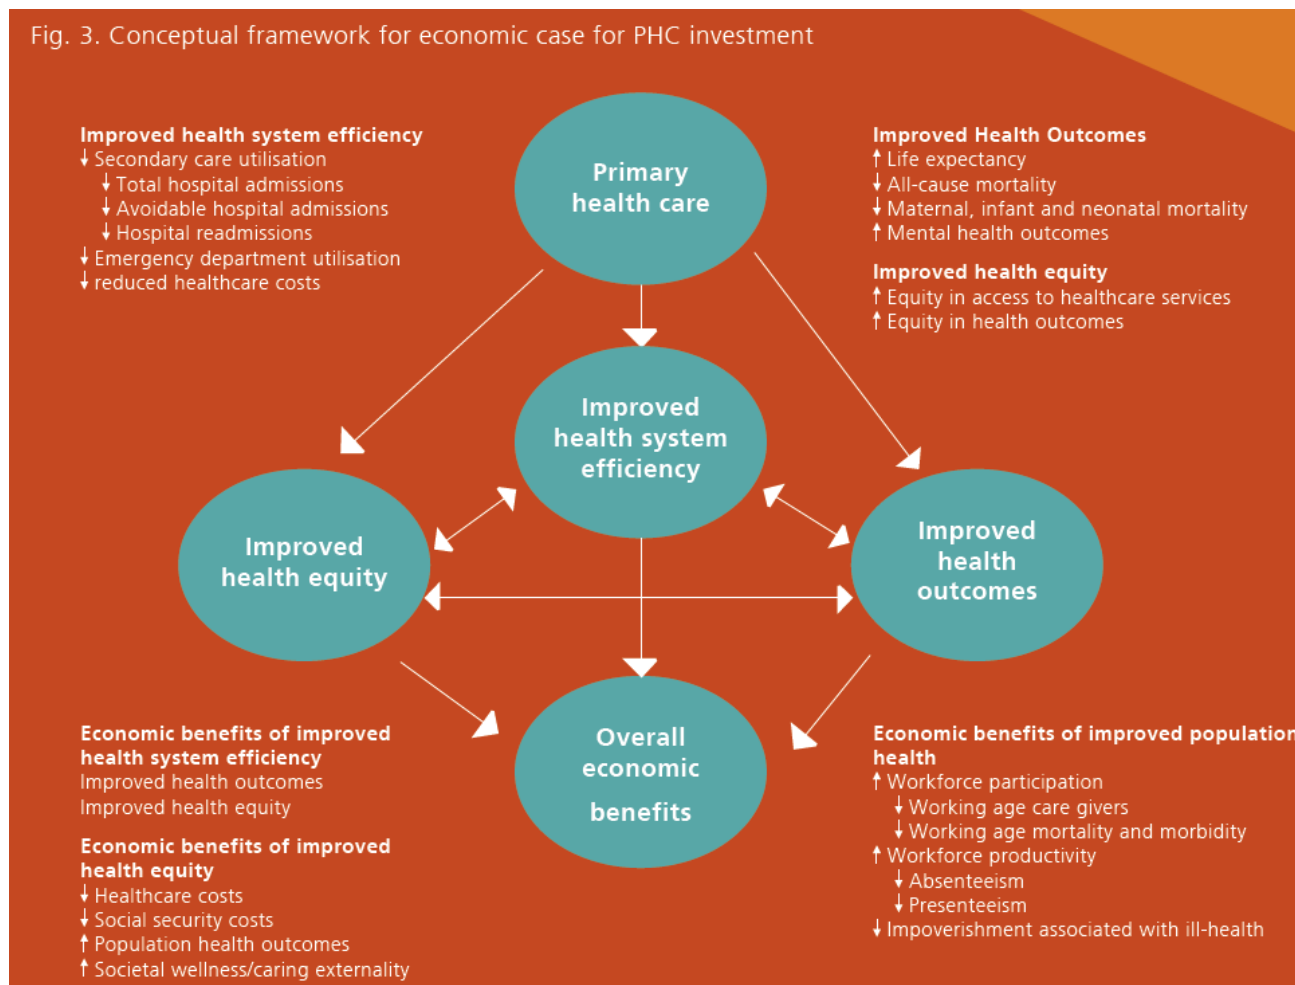 Fig. 3. Conceptual framework for economic case for PHC investment
Improved health system efficiency
↓ Secondary care utilisation
↓ Total hospital admissions
↓ Avoidable hospital admissions
↓ Hospital readmissions
↓ Emergency department utilisation
↓ reduced healthcare costs
Primary
health care
Improved Health Outcomes
↑ Life expectancy
↓ All-cause mortality
↓ Maternal, infant and neonatal mortality
↑ Mental health outcomes
Improved health equity
↑ Equity in access to healthcare services
↑ Equity in health outcomes
Improved
health system
efficiency
Improved
health equity
Improved
health
outcomes
Overall
economic
benefits
Economic benefits of improved
health system efficiency
Improved health outcomes
Improved health equity
Economic benefits of improved
health equity
↓ Healthcare costs
↓ Social security costs
↑ Population health outcomes
↑ Societal wellness/caring externality
Economic benefits of improved population
health
↑ Workforce participation
↓ Working age care givers
↓ Working age mortality and morbidity
↑ Workforce productivity
↓ Absenteeism
↓ Presenteeism
↓ Impoverishment associated with ill-health